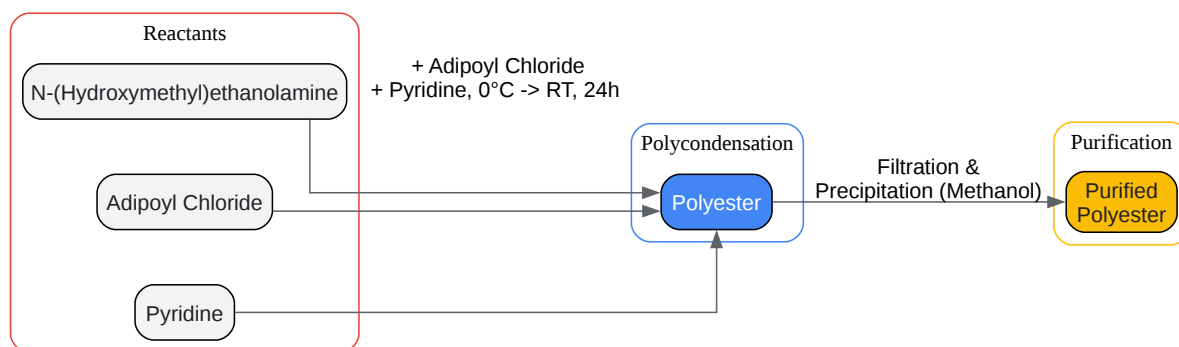 Reactants
N-(Hydroxymethyl)ethanolamine
+ Adipoyl Chloride
+ Pyridine, 0°C -> RT, 24h
Adipoyl Chloride
Pyridine
Polycondensation
Polyester
Filtration &
Precipitation (Methanol)
Purification
Purified
Polyester